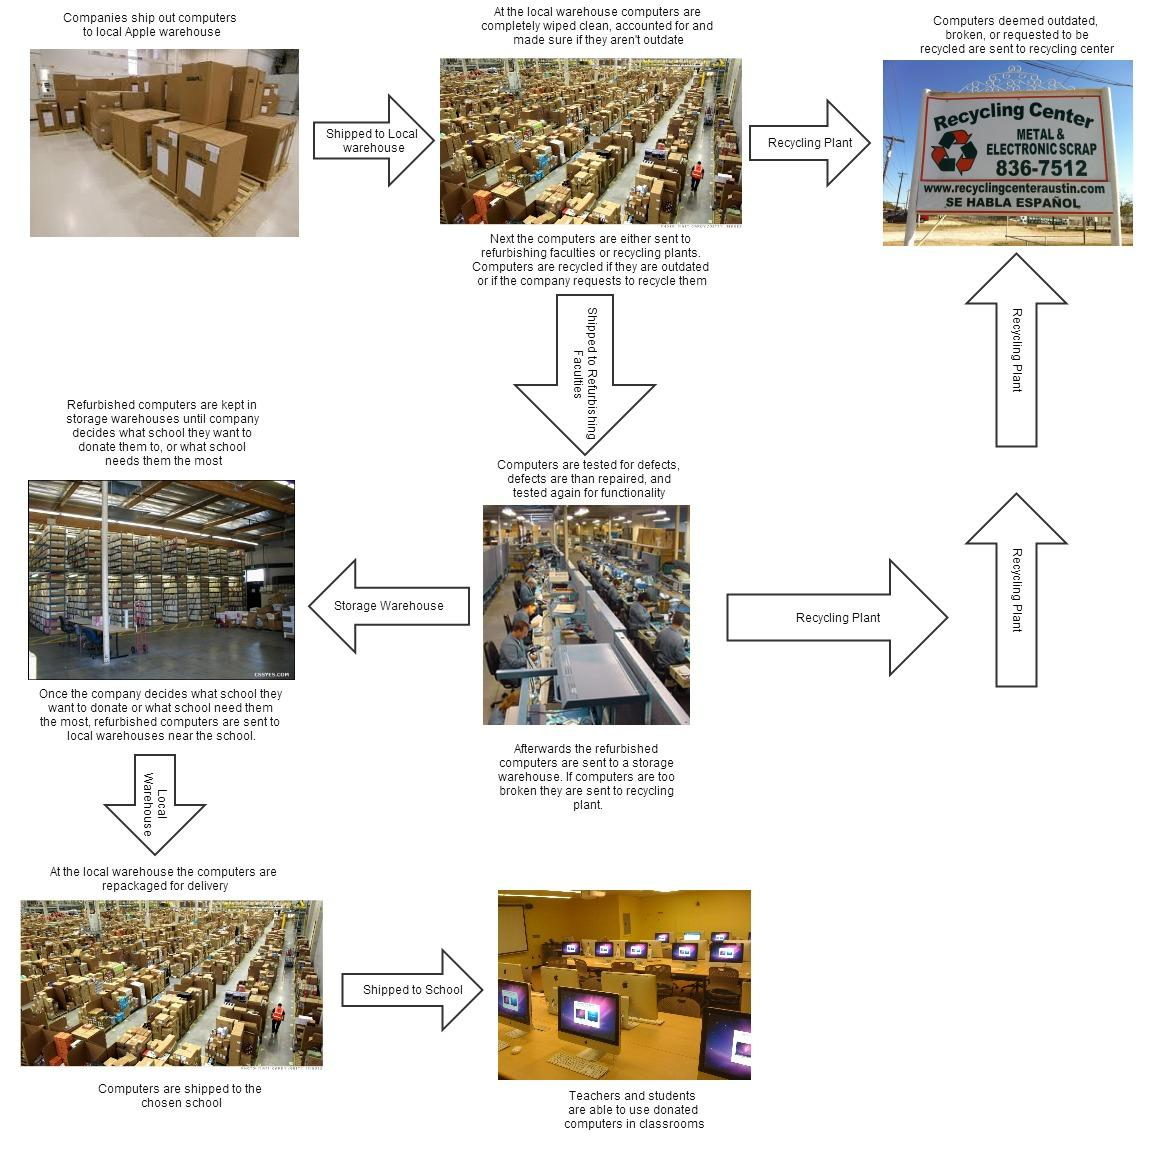 Companies ship out computers
to local Apple warehouse
At the local warehouse computers are
completely wiped clean, accounted for and
made sure if they aren't outdate
Computers deemed outdated,
broken, or requested to be
recycled are sent to recycling center
Shipped to Local
warehouse
Recycling Plant
Recycling Center
METAL &
ELECTRONIC SCRAP
836-7512
www.recyclingcenteraustin.com
SE HABLA ESPAÑOL
Next the computers are either sent to
refurbishing faculties or recycling plants.
Computers are recycled if they are outdated
or if the company requests to recycle them
Shipped to Refurbishing
Faculties
Recycling Plant
Refurbished computers are kept in
storage warehouses until company
decides what school they want to
donate them to, or what school
needs them the most
Computers are tested for defects,
defects are than repaired, and
tested again for functionality
Storage Warehouse
Recycling Plant
Recycling Plant
CSSYES.COM
Once the company decides what school they
want to donate or what school need them
the most, refurbished computers are sent to
local warehouses near the school.
Afterwards the refurbished
computers are sent to a storage
warehouse. If computers are too
broken they are sent to recycling
plant.
Local
Warehouse
At the local warehouse the computers are
repackaged for delivery
Shipped to School
Computers are shipped to the
chosen school
Teachers and students
are able to use donated
computers in classrooms